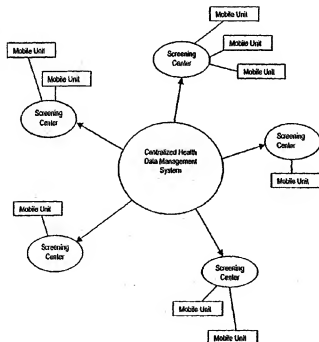 Mobile Unit
Mobile Unit
Mobile Unit
Mobile Unit
Screening
Center
Mobile Unit
Mobile Unit
Screening
Center
Screening
Center
Centralized Health
Data Management
System
Mobile Unit
Mobile Unit
Screening
Center
Screening
Center
Mobile Unit
Mobile Unit